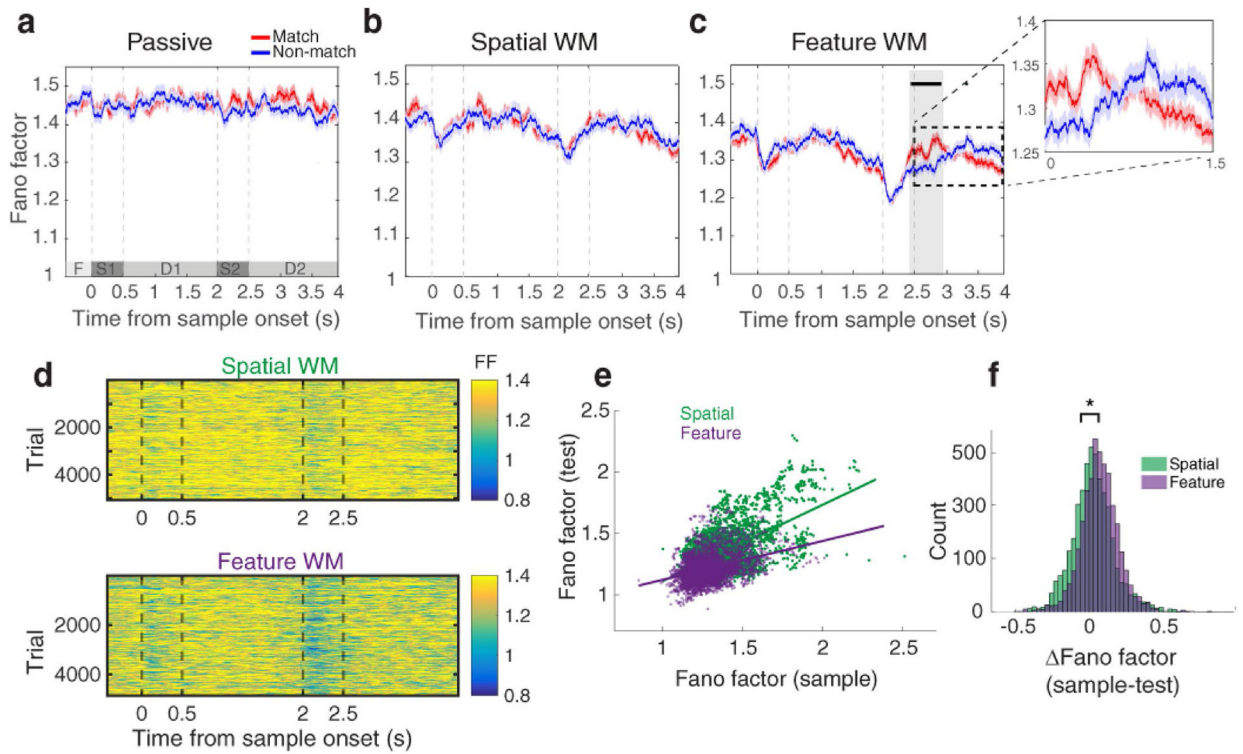 a
Passive
Match
Non-match
Fano factor
1.5
1.4
1.3
1.2
1.1
1
F S1 D1 S2 D2
0 0.5 1 1.5 2 2.5 3 3.5 4
Time from sample onset (s)
b
Spatial WM
1.5
1.4
1.3
1.2
1.1
1
0 0.5 1 1.5 2 2.5 3 3.5 4
Time from sample onset (s)
c
Feature WM
1.5
1.4
1.3
1.2
1.1
1
0 0.5 1 1.5 2 2.5 3 3.5 4
Time from sample onset (s)
1.4
1.35
1.3
1.25
0 1.5
d
Spatial WM
Trial
2000
4000
0 0.5 2 2.5
FF
1.4
1.2
1
0.8
Feature WM
Trial
2000
4000
0 0.5 2 2.5
Time from sample onset (s)
1.4
1.2
1
0.8
e
Spatial
Feature
Fano factor (test)
2.5
2
1.5
1
1 1.5 2 2.5
Fano factor (sample)
f
*
Spatial
Feature
Count
500
300
100
0
-0.5 0 0.5
ΔFano factor
(sample-test)